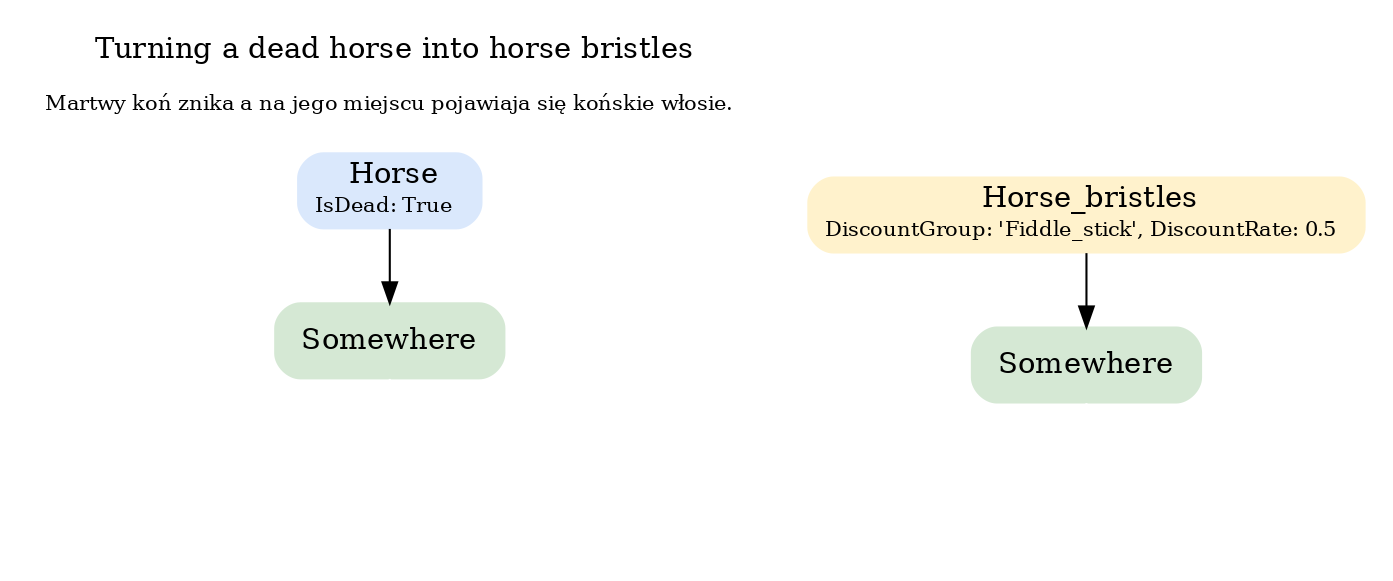 Turning a dead horse into horse bristles
Martwy koń znika a na jego miejscu pojawiaja się końskie włosie.
Horse
IsDead: True
Somewhere
Horse_bristles
DiscountGroup: 'Fiddle_stick', DiscountRate: 0.5
Somewhere